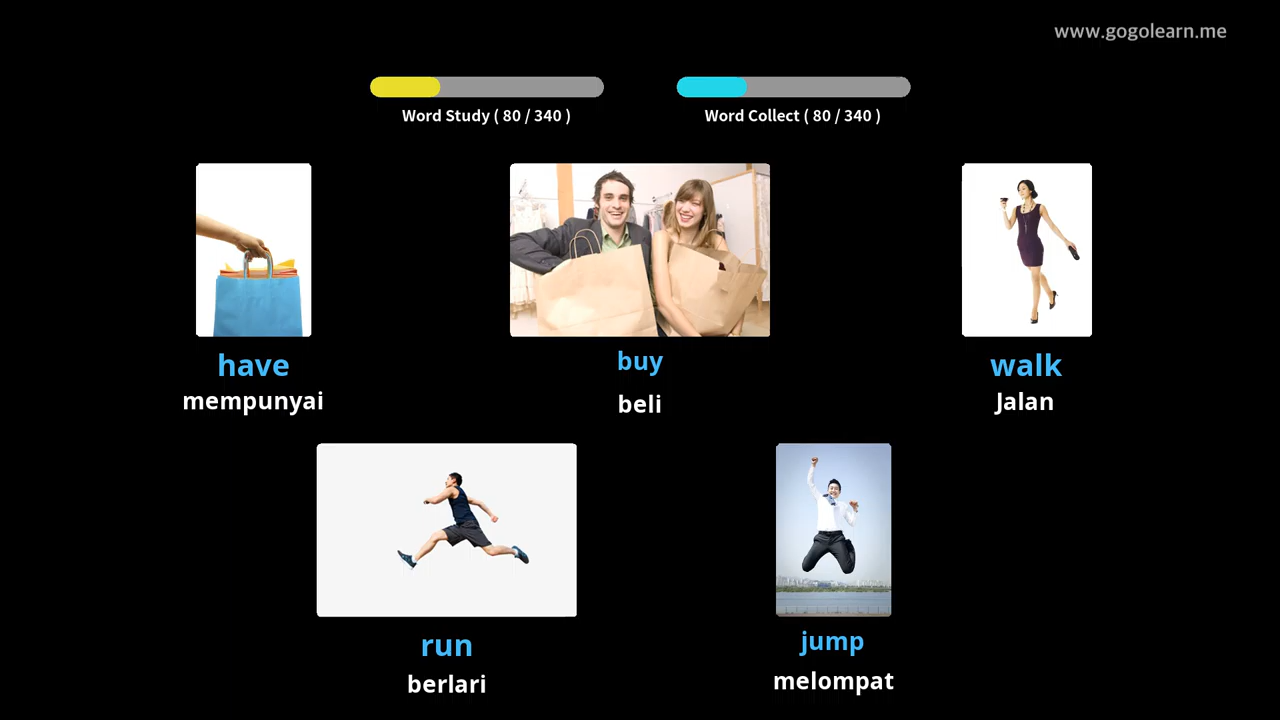 www.gogolearn.me
Word Study ( 80 / 340 )
Word Collect ( 80 / 340 )
have
mempunyai
buy
beli
walk
Jalan
run
berlari
jump
melompat